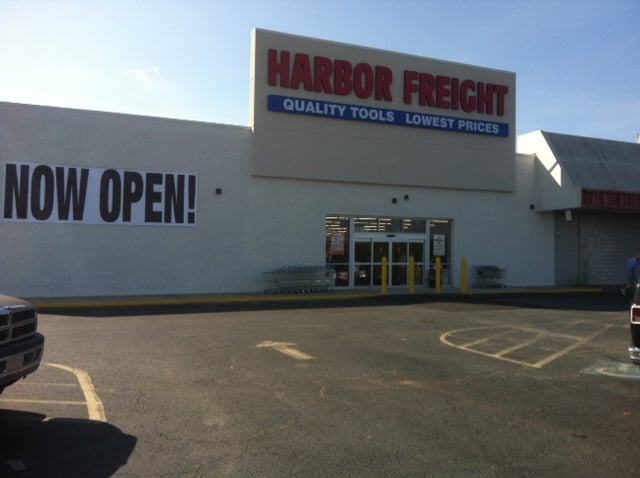 HARBOR FREIGHT
QUALITY TOOLS LOWEST PRICES
NOW OPEN!